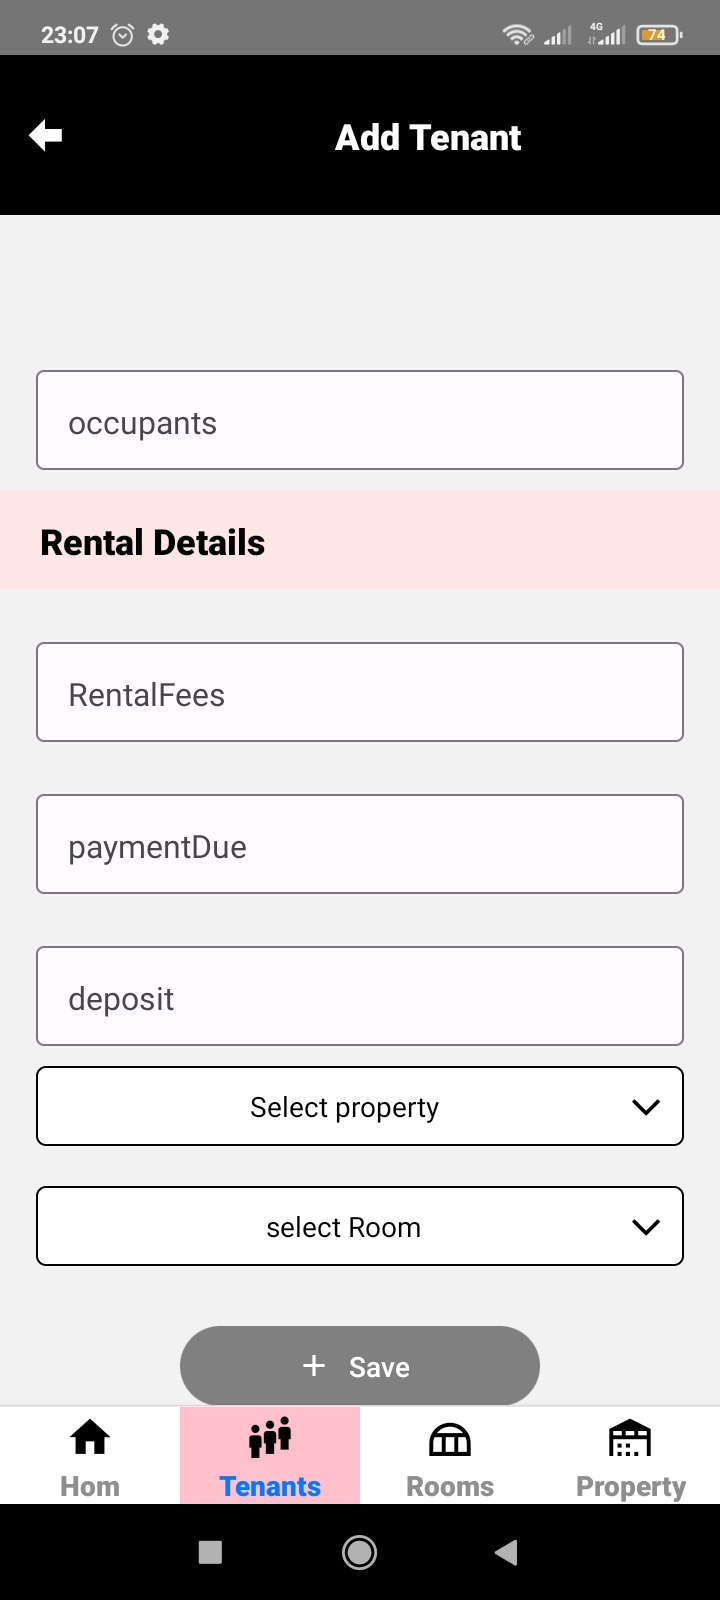 23:07 4G 74
Add Tenant
occupants
Rental Details
RentalFees
paymentDue
deposit
Select property
select Room
+ Save
Hom Tenants Rooms Property